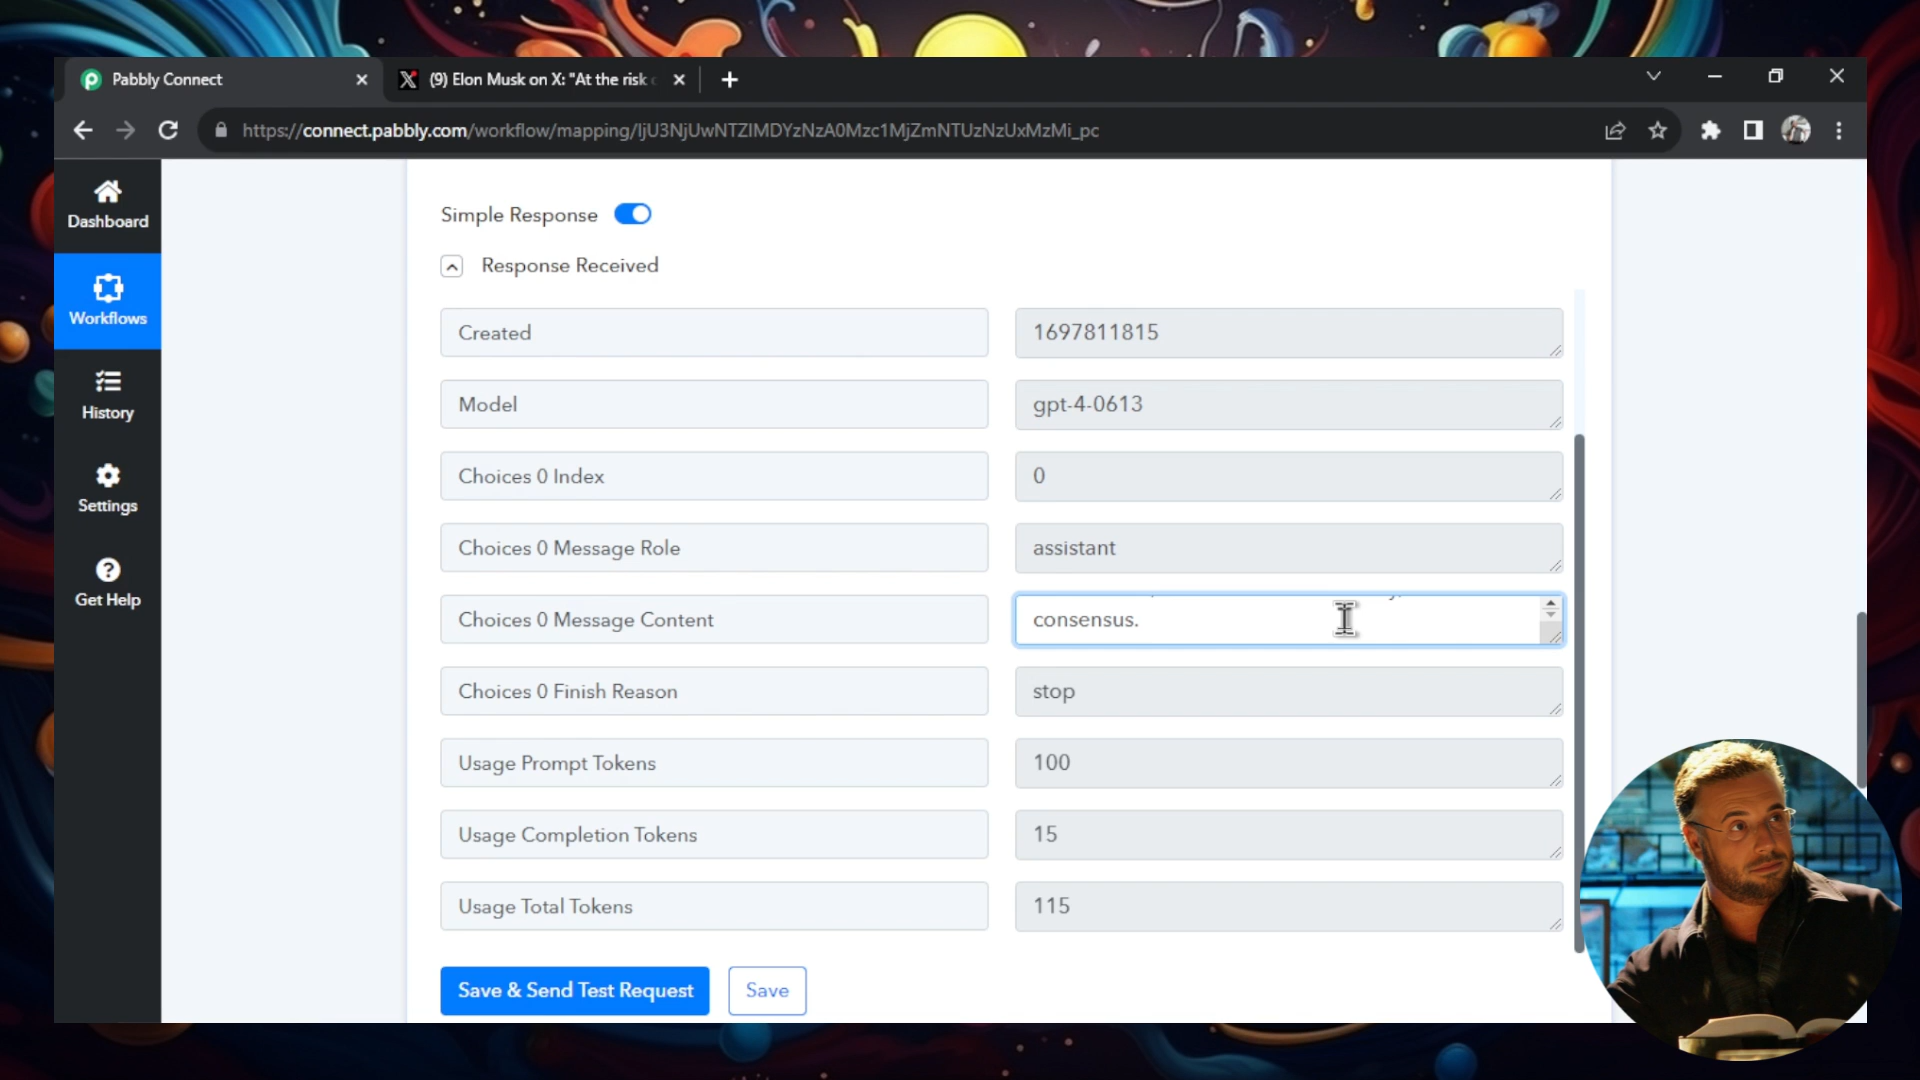 Pabbly Connect
(9) Elon Musk on X: "At the risk
https://connect.pabbly.com/workflow/mapping/IjU3NjUwNTZlMDYzNzA0Mzc1MjZmNTUzNzUxMzMi_pc
Dashboard
Workflows
History
Settings
Get Help
Simple Response
Response Received
Created
1697811815
Model
gpt-4-0613
Choices 0 Index
0
Choices 0 Message Role
assistant
Choices 0 Message Content
consensus.
Choices 0 Finish Reason
stop
Usage Prompt Tokens
100
Usage Completion Tokens
15
Usage Total Tokens
115
Save & Send Test Request
Save